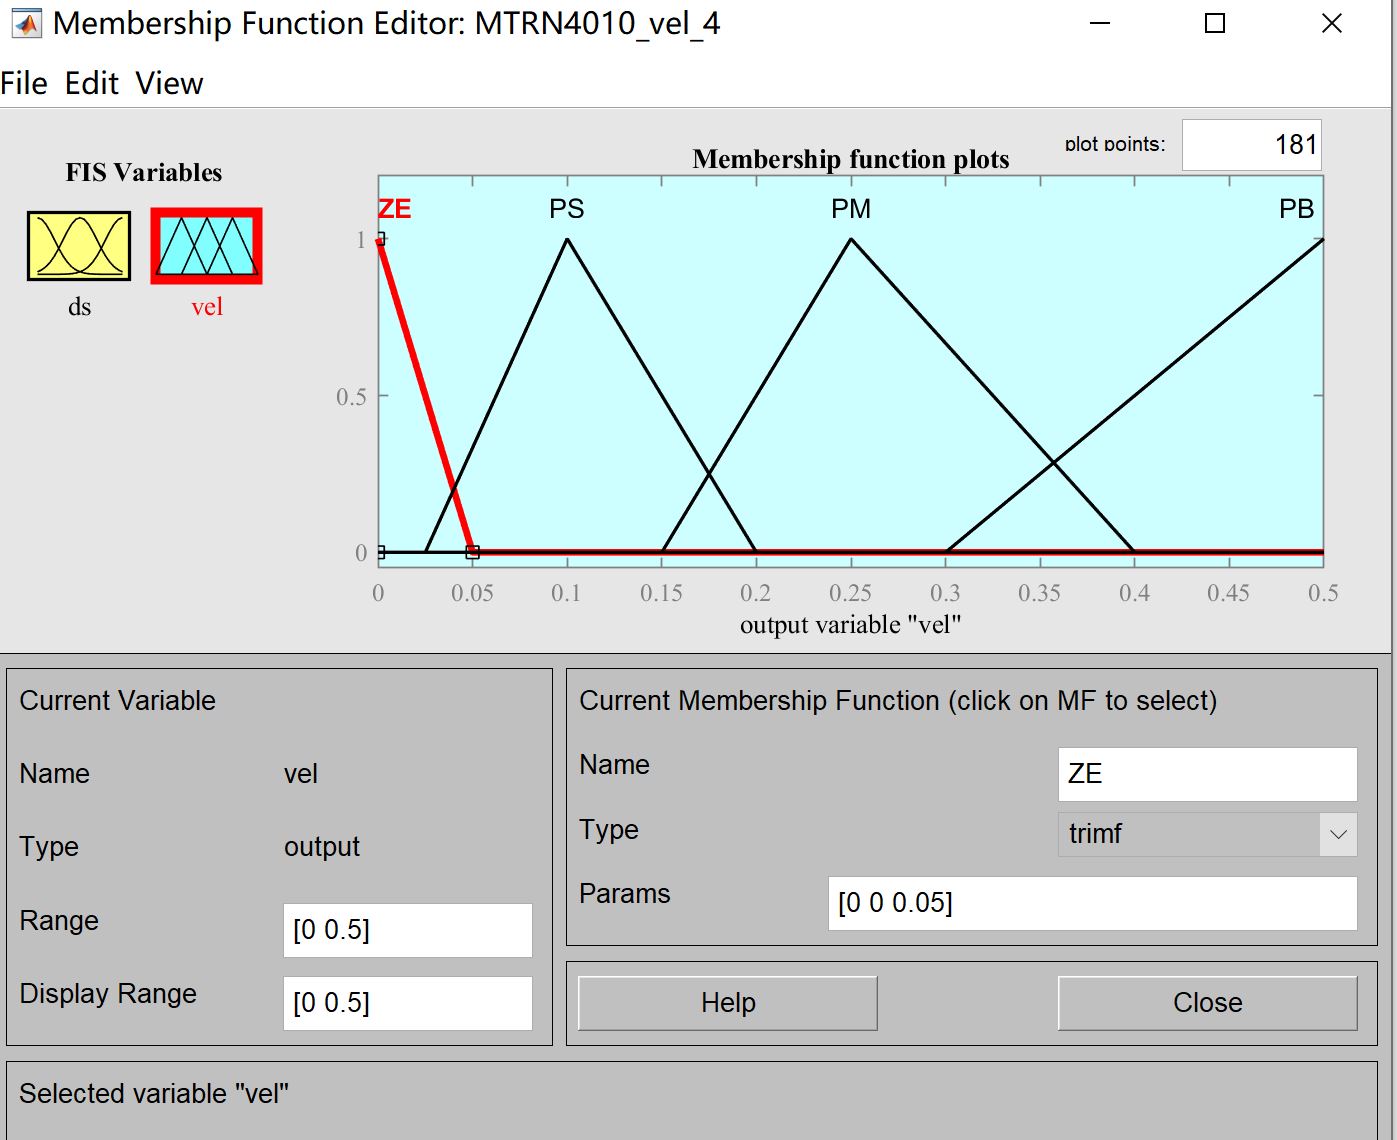 Membership Function Editor: MTRN4010_vel_4
File Edit View
FIS Variables
ds
vel
Membership function plots
plot points:
181
ZE
PS
PM
PB
1
0.5
0
0
0.05
0.1
0.15
0.2
0.25
0.3
0.35
0.4
0.45
0.5
output variable "vel"
Current Variable
Name
vel
Type
output
Range
[0 0.5]
Display Range
[0 0.5]
Current Membership Function (click on MF to select)
Name
ZE
Type
trimf
Params
[0 0 0.05]
Help
Close
Selected variable "vel"